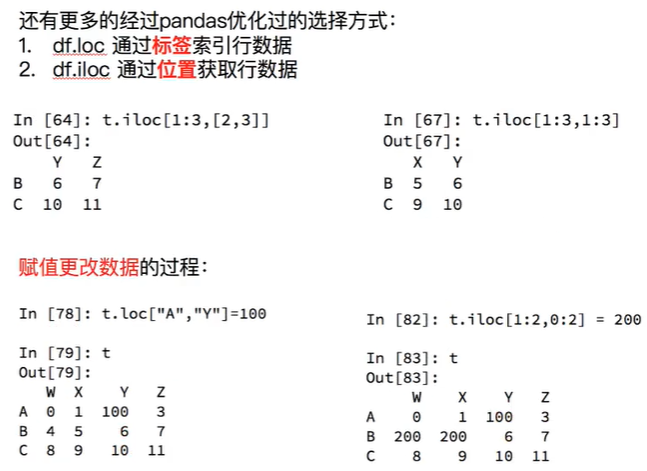 还有更多的经过pandas优化过的选择方式：
1. df.loc 通过标签索引行数据
2. df.iloc 通过位置获取行数据
In [64]: t.iloc[1:3,[2,3]]
Out[64]:
Y Z
B 6 7
C 10 11
In [67]: t.iloc[1:3,1:3]
Out[67]:
X Y
B 5 6
C 9 10
赋值更改数据的过程：
In [78]: t.loc["A","Y"]=100
In [79]: t
Out[79]:
W X Y Z
A 0 1 100 3
B 4 5 6 7
C 8 9 10 11
In [82]: t.iloc[1:2,0:2] = 200
In [83]: t
Out[83]:
W X Y Z
A 0 1 100 3
B 200 200 6 7
C 8 9 10 11